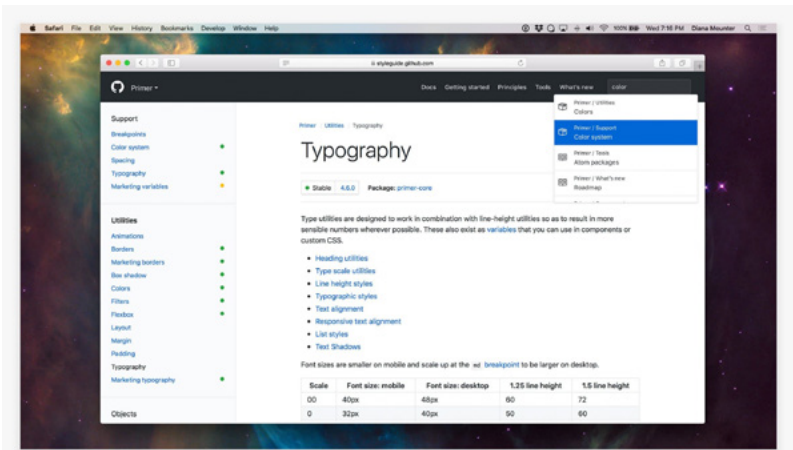 Safari File Edit View History Bookmarks Develop Window Help
100% Wed 7:16 PM Diana Mounter
styleguide.github.com
Primer
Docs Getting started Principles Tools What's new color
Primer / Utilities
Colors
Primer / Support
Color system
Primer / Tools
Atom packages
Primer / What's new
Roadmap
Support
Breakpoints
Color system
Spacing
Typography
Marketing variables
Utilities
Animations
Borders
Marketing borders
Box shadow
Colors
Filters
Flexbox
Layout
Margin
Padding
Typography
Marketing typography
Objects
Primer / Utilities / Typography
Typography
Stable 4.6.0 Package: primer-core
Type utilities are designed to work in combination with line-height utilities so as to result in more
sensible numbers wherever possible. These also exist as variables that you can use in components or
custom CSS.
• Heading utilities
• Type scale utilities
• Line height styles
• Typographic styles
• Text alignment
• Responsive text alignment
• List styles
• Text Shadows
Font sizes are smaller on mobile and scale up at the md breakpoint to be larger on desktop.
Scale Font size: mobile Font size: desktop 1.25 line height 1.5 line height
00 40px 48px 60 72
0 32px 40px 50 60